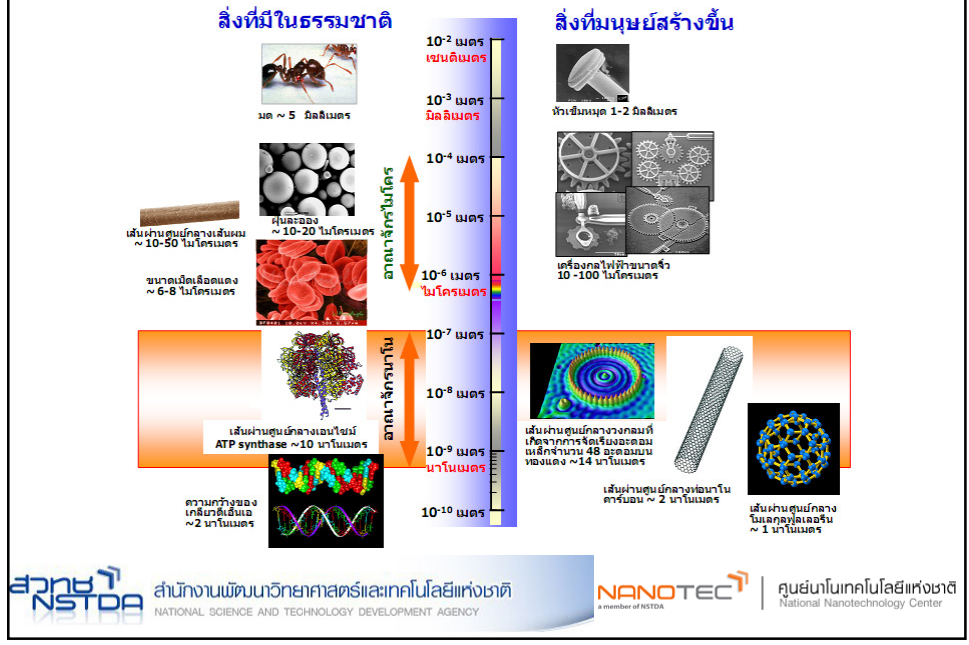 สิ่งที่มีในธรรมชาติ
สิ่งที่มนุษย์สร้างขึ้น
10-2 เมตร
เซนติเมตร
10-3 เมตร
มิลลิเมตร
10-4 เมตร
10-5 เมตร
10-6 เมตร
ไมโครเมตร
10-7 เมตร
10-8 เมตร
10-9 เมตร
นาโนเมตร
10-10 เมตร
อาณาจักรไมโคร
อาณาจักรนาโน
มด ~ 5 มิลลิเมตร
ฝุ่นละออง
~ 10-20 ไมโครเมตร
เส้นผ่านศูนย์กลางเส้นผม
~ 10-50 ไมโครเมตร
ขนาดเม็ดเลือดแดง
~ 6-8 ไมโครเมตร
เส้นผ่านศูนย์กลางเอนไซม์
ATP synthase ~10 นาโนเมตร
ความกว้างของ
เกลียวดีเอ็นเอ
~2 นาโนเมตร
หัวเข็มหมุด 1-2 มิลลิเมตร
เครื่องกลไฟฟ้าขนาดจิ๋ว
10 -100 ไมโครเมตร
เส้นผ่านศูนย์กลางวงกลมที่
เกิดจากการจัดเรียงอะตอม
เหล็กจำนวน 48 อะตอมบน
ทองแดง ~14 นาโนเมตร
เส้นผ่านศูนย์กลางท่อนาโน
คาร์บอน ~ 2 นาโนเมตร
เส้นผ่านศูนย์กลาง
โมเลกุลฟูลเลอรีน
~ 1 นาโนเมตร
สวทช
NSTDA
สำนักงานพัฒนาวิทยาศาสตร์และเทคโนโลยีแห่งชาติ
NATIONAL SCIENCE AND TECHNOLOGY DEVELOPMENT AGENCY
NANOTEC
a member of NSTDA
ศูนย์นาโนเทคโนโลยีแห่งชาติ
National Nanotechnology Center